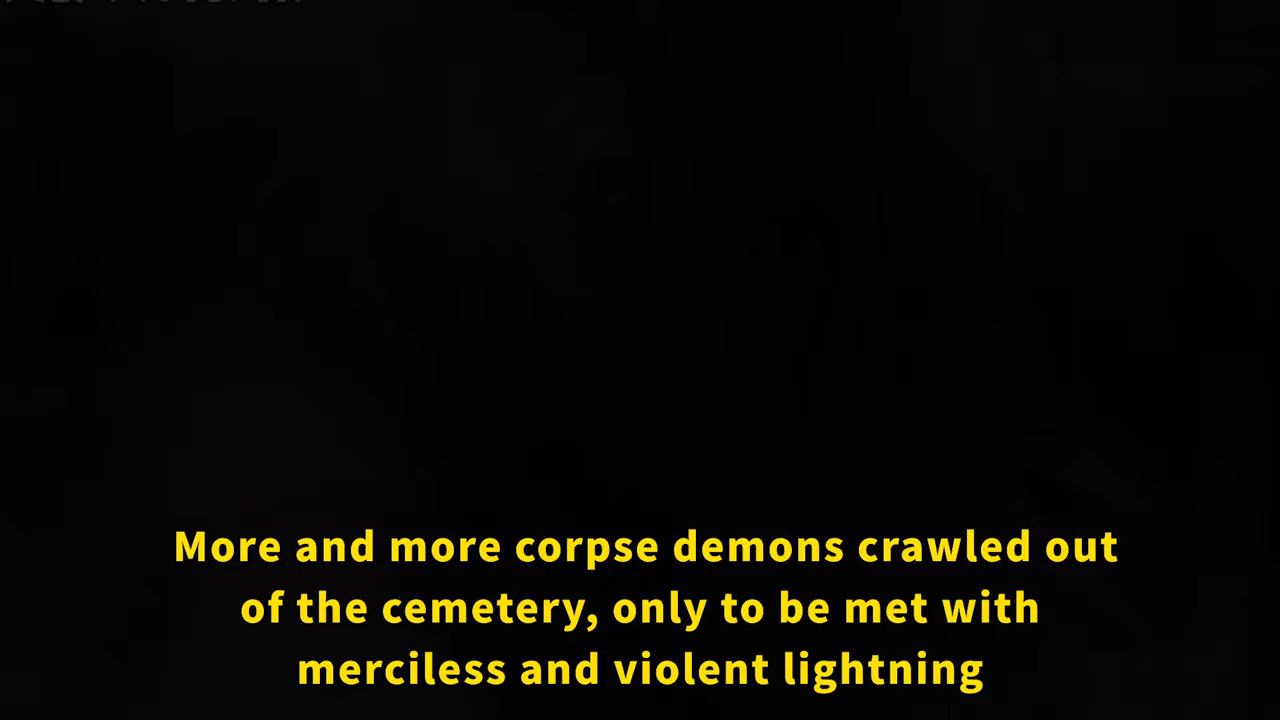 More and more corpse demons crawled out
of the cemetery, only to be met with
merciless and violent lightning